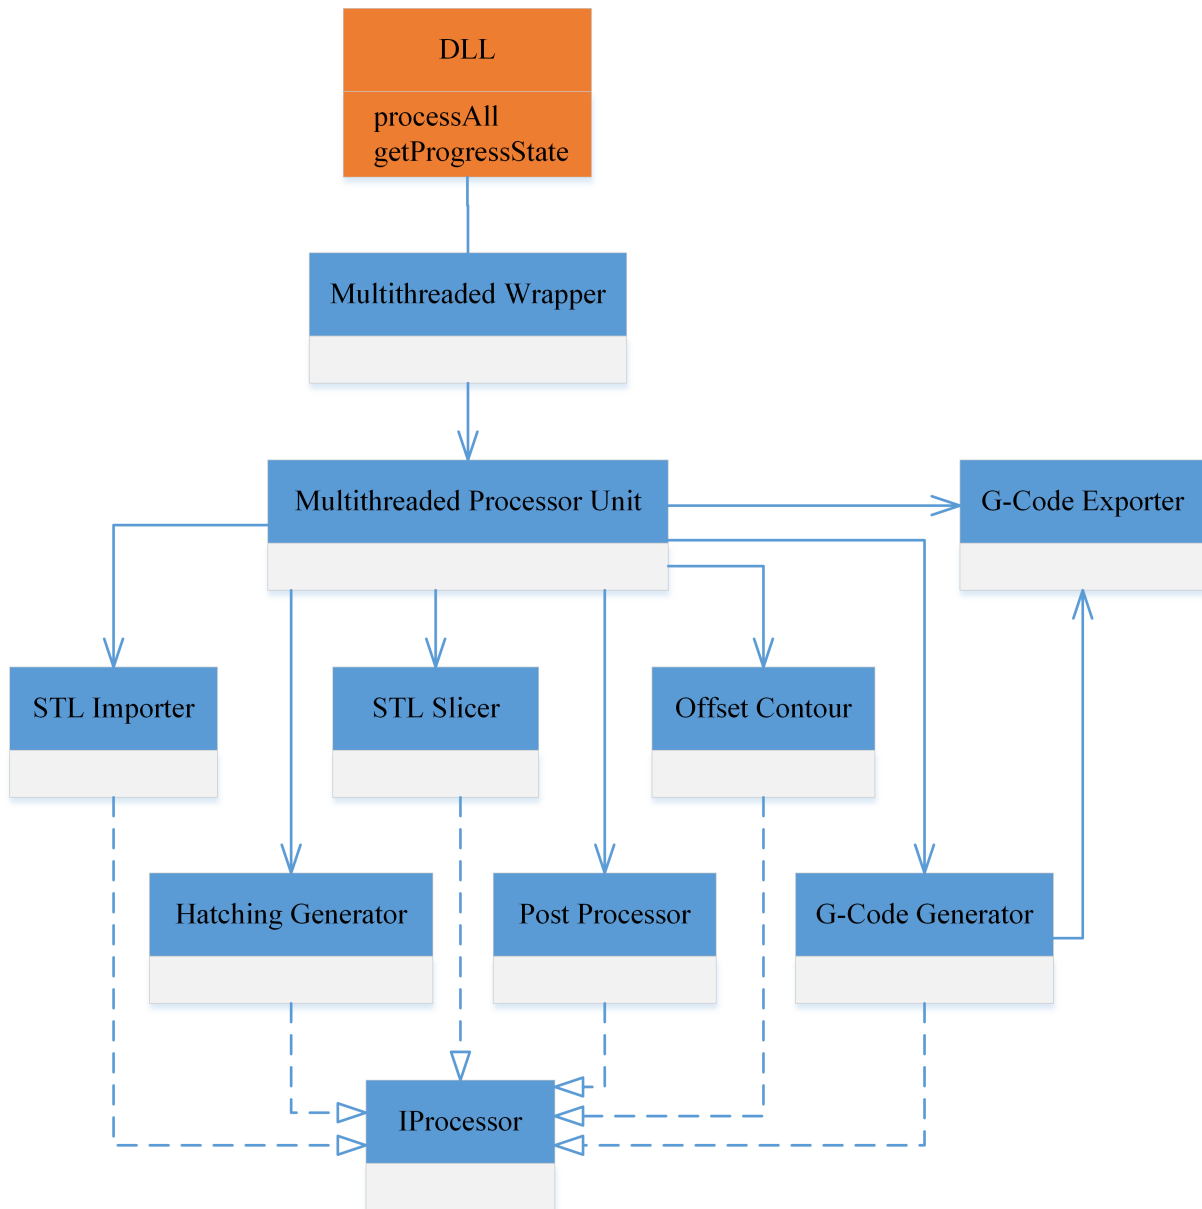 DLL
processAll
getProgressState
Multithreaded Wrapper
Multithreaded Processor Unit
G-Code Exporter
STL Importer
STL Slicer
Offset Contour
Hatching Generator
Post Processor
G-Code Generator
IProcessor